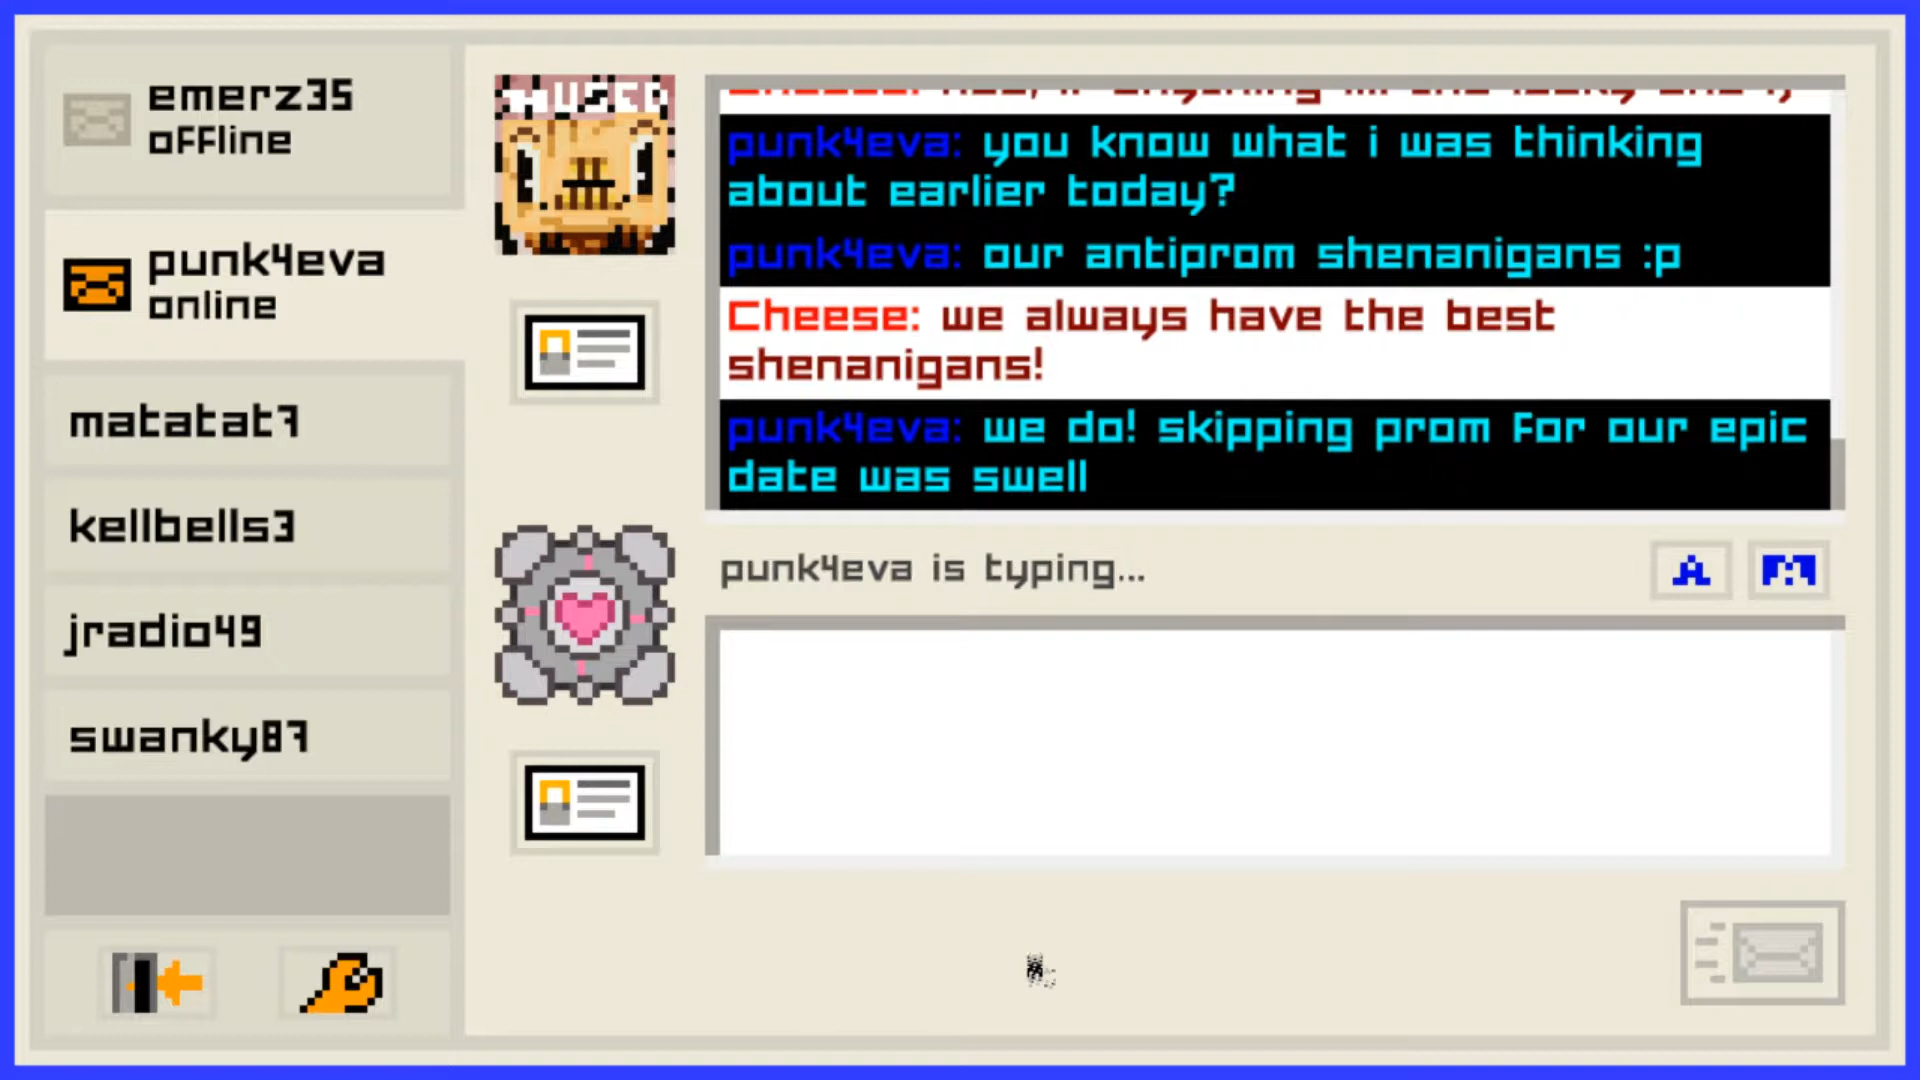 emerz35
offline
punk4eva
online
matatat7
kellbells3
jradio49
swanky87
punk4eva: you know what i was thinking
about earlier today?
punk4eva: our antiprom shenanigans :p
Cheese: we always have the best
shenanigans!
punk4eva: we do! skipping prom for our epic
date was swell
punk4eva is typing...
A